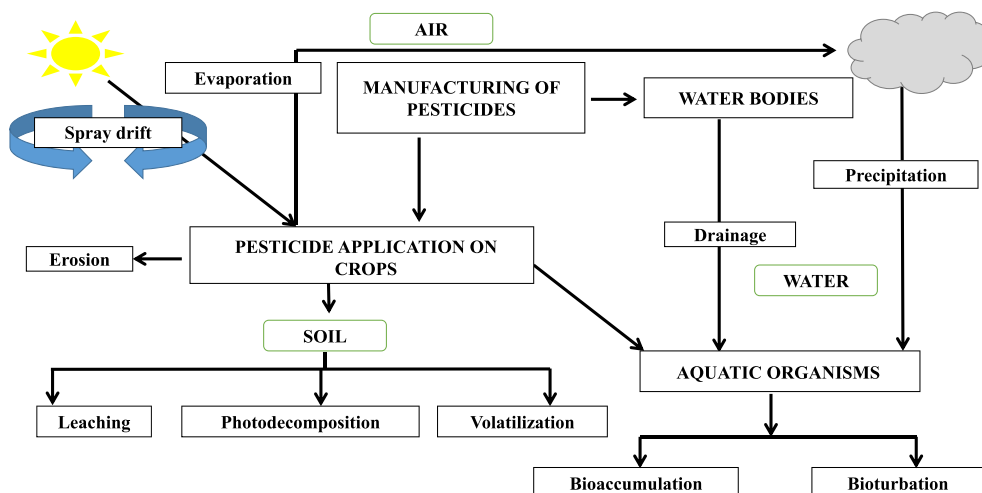 AIR
Evaporation
MANUFACTURING OF
PESTICIDES
WATER BODIES
Spray drift
Precipitation
Drainage
PESTICIDE APPLICATION ON
CROPS
Erosion
WATER
SOIL
AQUATIC ORGANISMS
Leaching
Photodecomposition
Volatilization
Bioaccumulation
Bioturbation